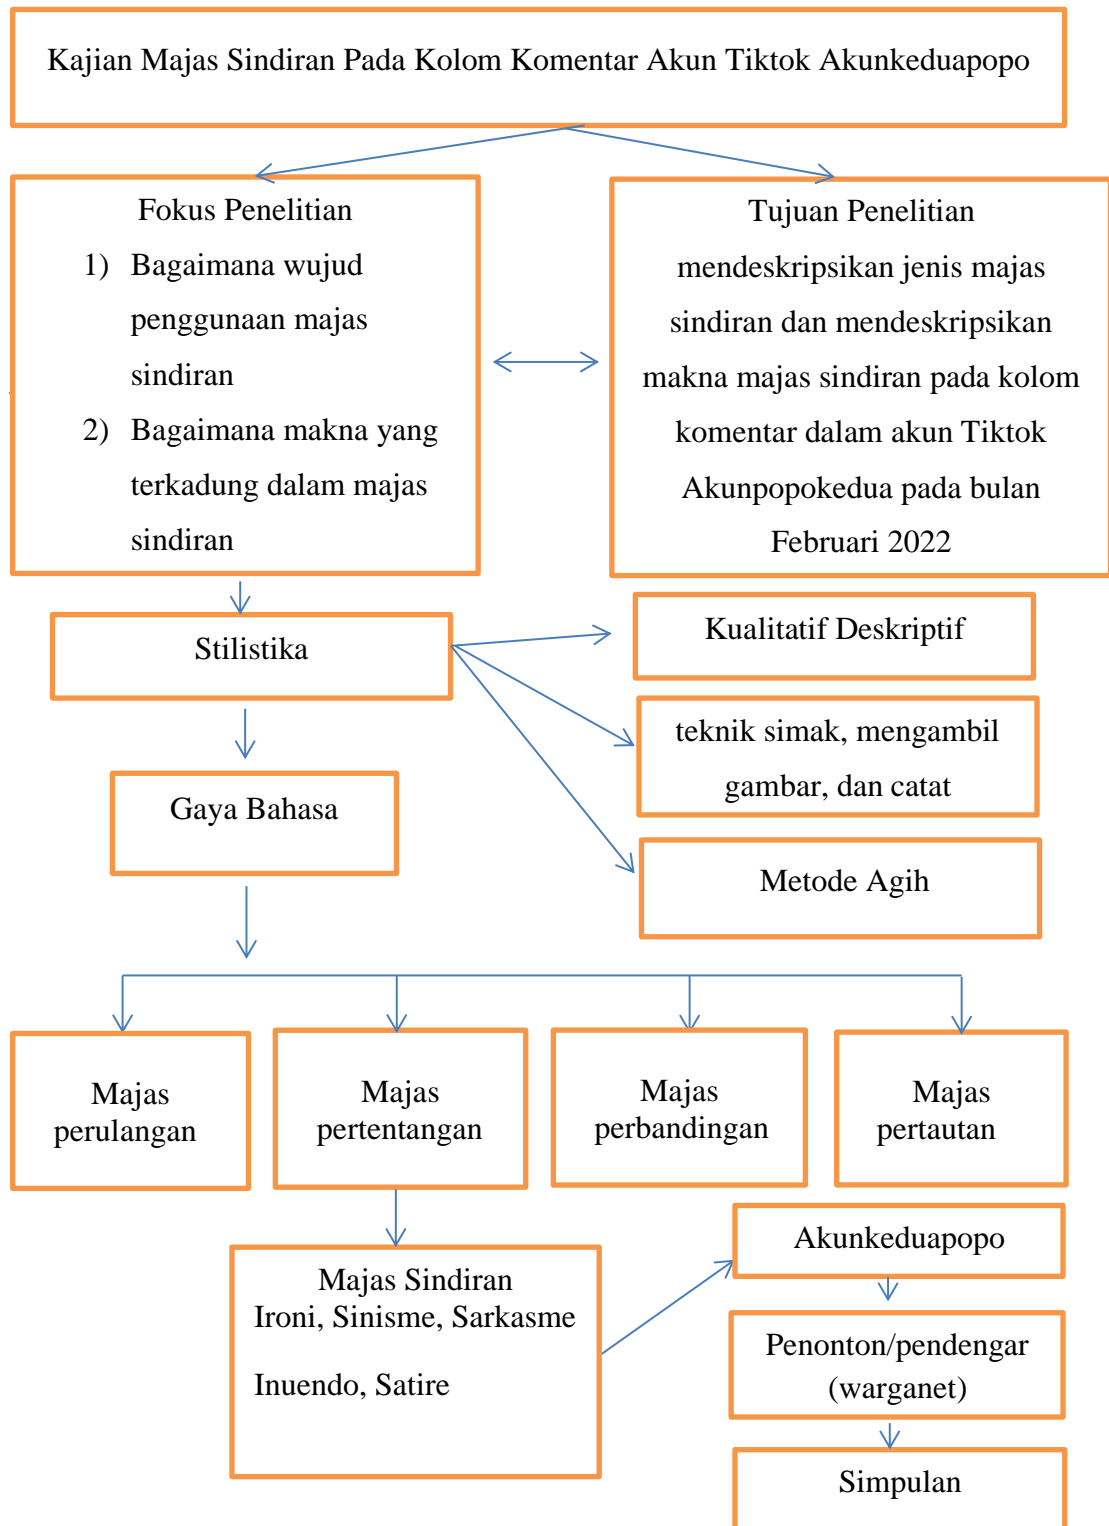 Kajian Majas Sindiran Pada Kolom Komentar Akun Tiktok Akunkeduapopo
Fokus Penelitian
1) Bagaimana wujud
penggunaan majas
sindiran
2) Bagaimana makna yang
terkadung dalam majas
sindiran
Tujuan Penelitian
mendeskripsikan jenis majas
sindiran dan mendeskripsikan
makna majas sindiran pada kolom
komentar dalam akun Tiktok
Akunpopokedua pada bulan
Februari 2022
Stilistika
Kualitatif Deskriptif
teknik simak, mengambil
gambar, dan catat
Metode Agih
Gaya Bahasa
Majas
perulangan
Majas
pertentangan
Majas
perbandingan
Majas
pertautan
Majas Sindiran
Ironi, Sinisme, Sarkasme
Inuendo, Satire
Akunkeduapopo
Penonton/pendengar
(warganet)
Simpulan